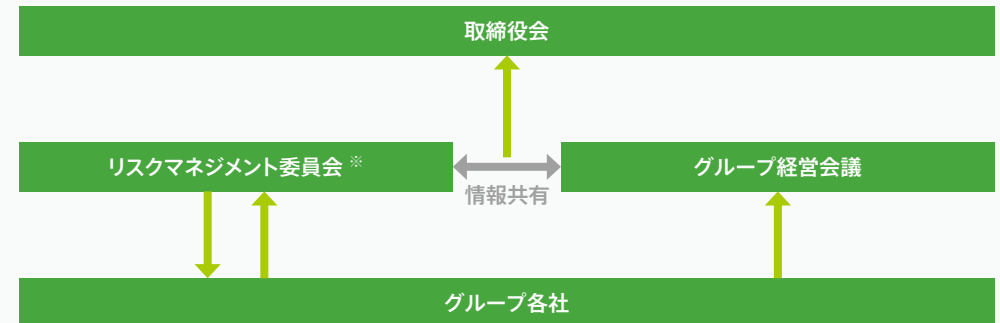 取締役会
リスクマネジメント委員会※
グループ経営会議
情報共有
グループ各社